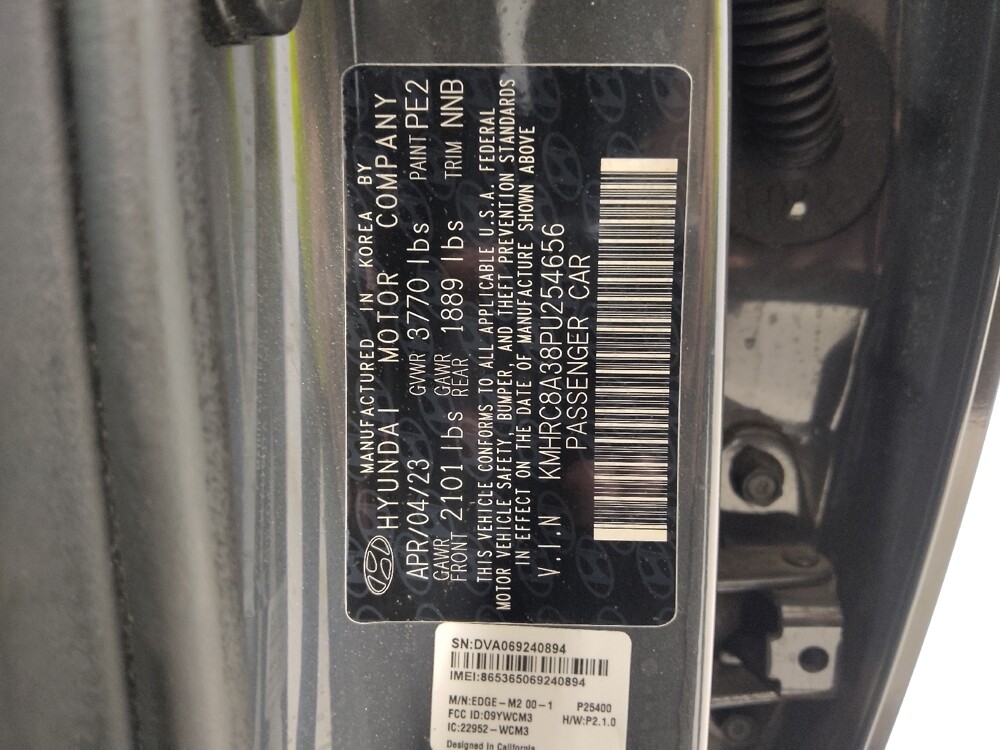 MANUFACTURED IN KOREA BY
HYUNDAI MOTOR COMPANY
APR/04/23 GVWR 3770 lbs PAINT PE2
GAWR FRONT 2101 lbs GAWR REAR 1889 lbs TRIM NNB
THIS VEHICLE CONFORMS TO ALL APPLICABLE U.S.A. FEDERAL
MOTOR VEHICLE SAFETY, BUMPER, AND THEFT PREVENTION STANDARDS
IN EFFECT ON THE DATE OF MANUFACTURE SHOWN ABOVE
V.I.N KMHRC8A38PU254656
PASSENGER CAR
SN:DVA069240894
IMEI:865365069240894
M/N:EDGE-M2 00-1 P25400
FCC ID:O9YWCM3 H/W:P2.1.0
IC:22952-WCM3
Designed in California